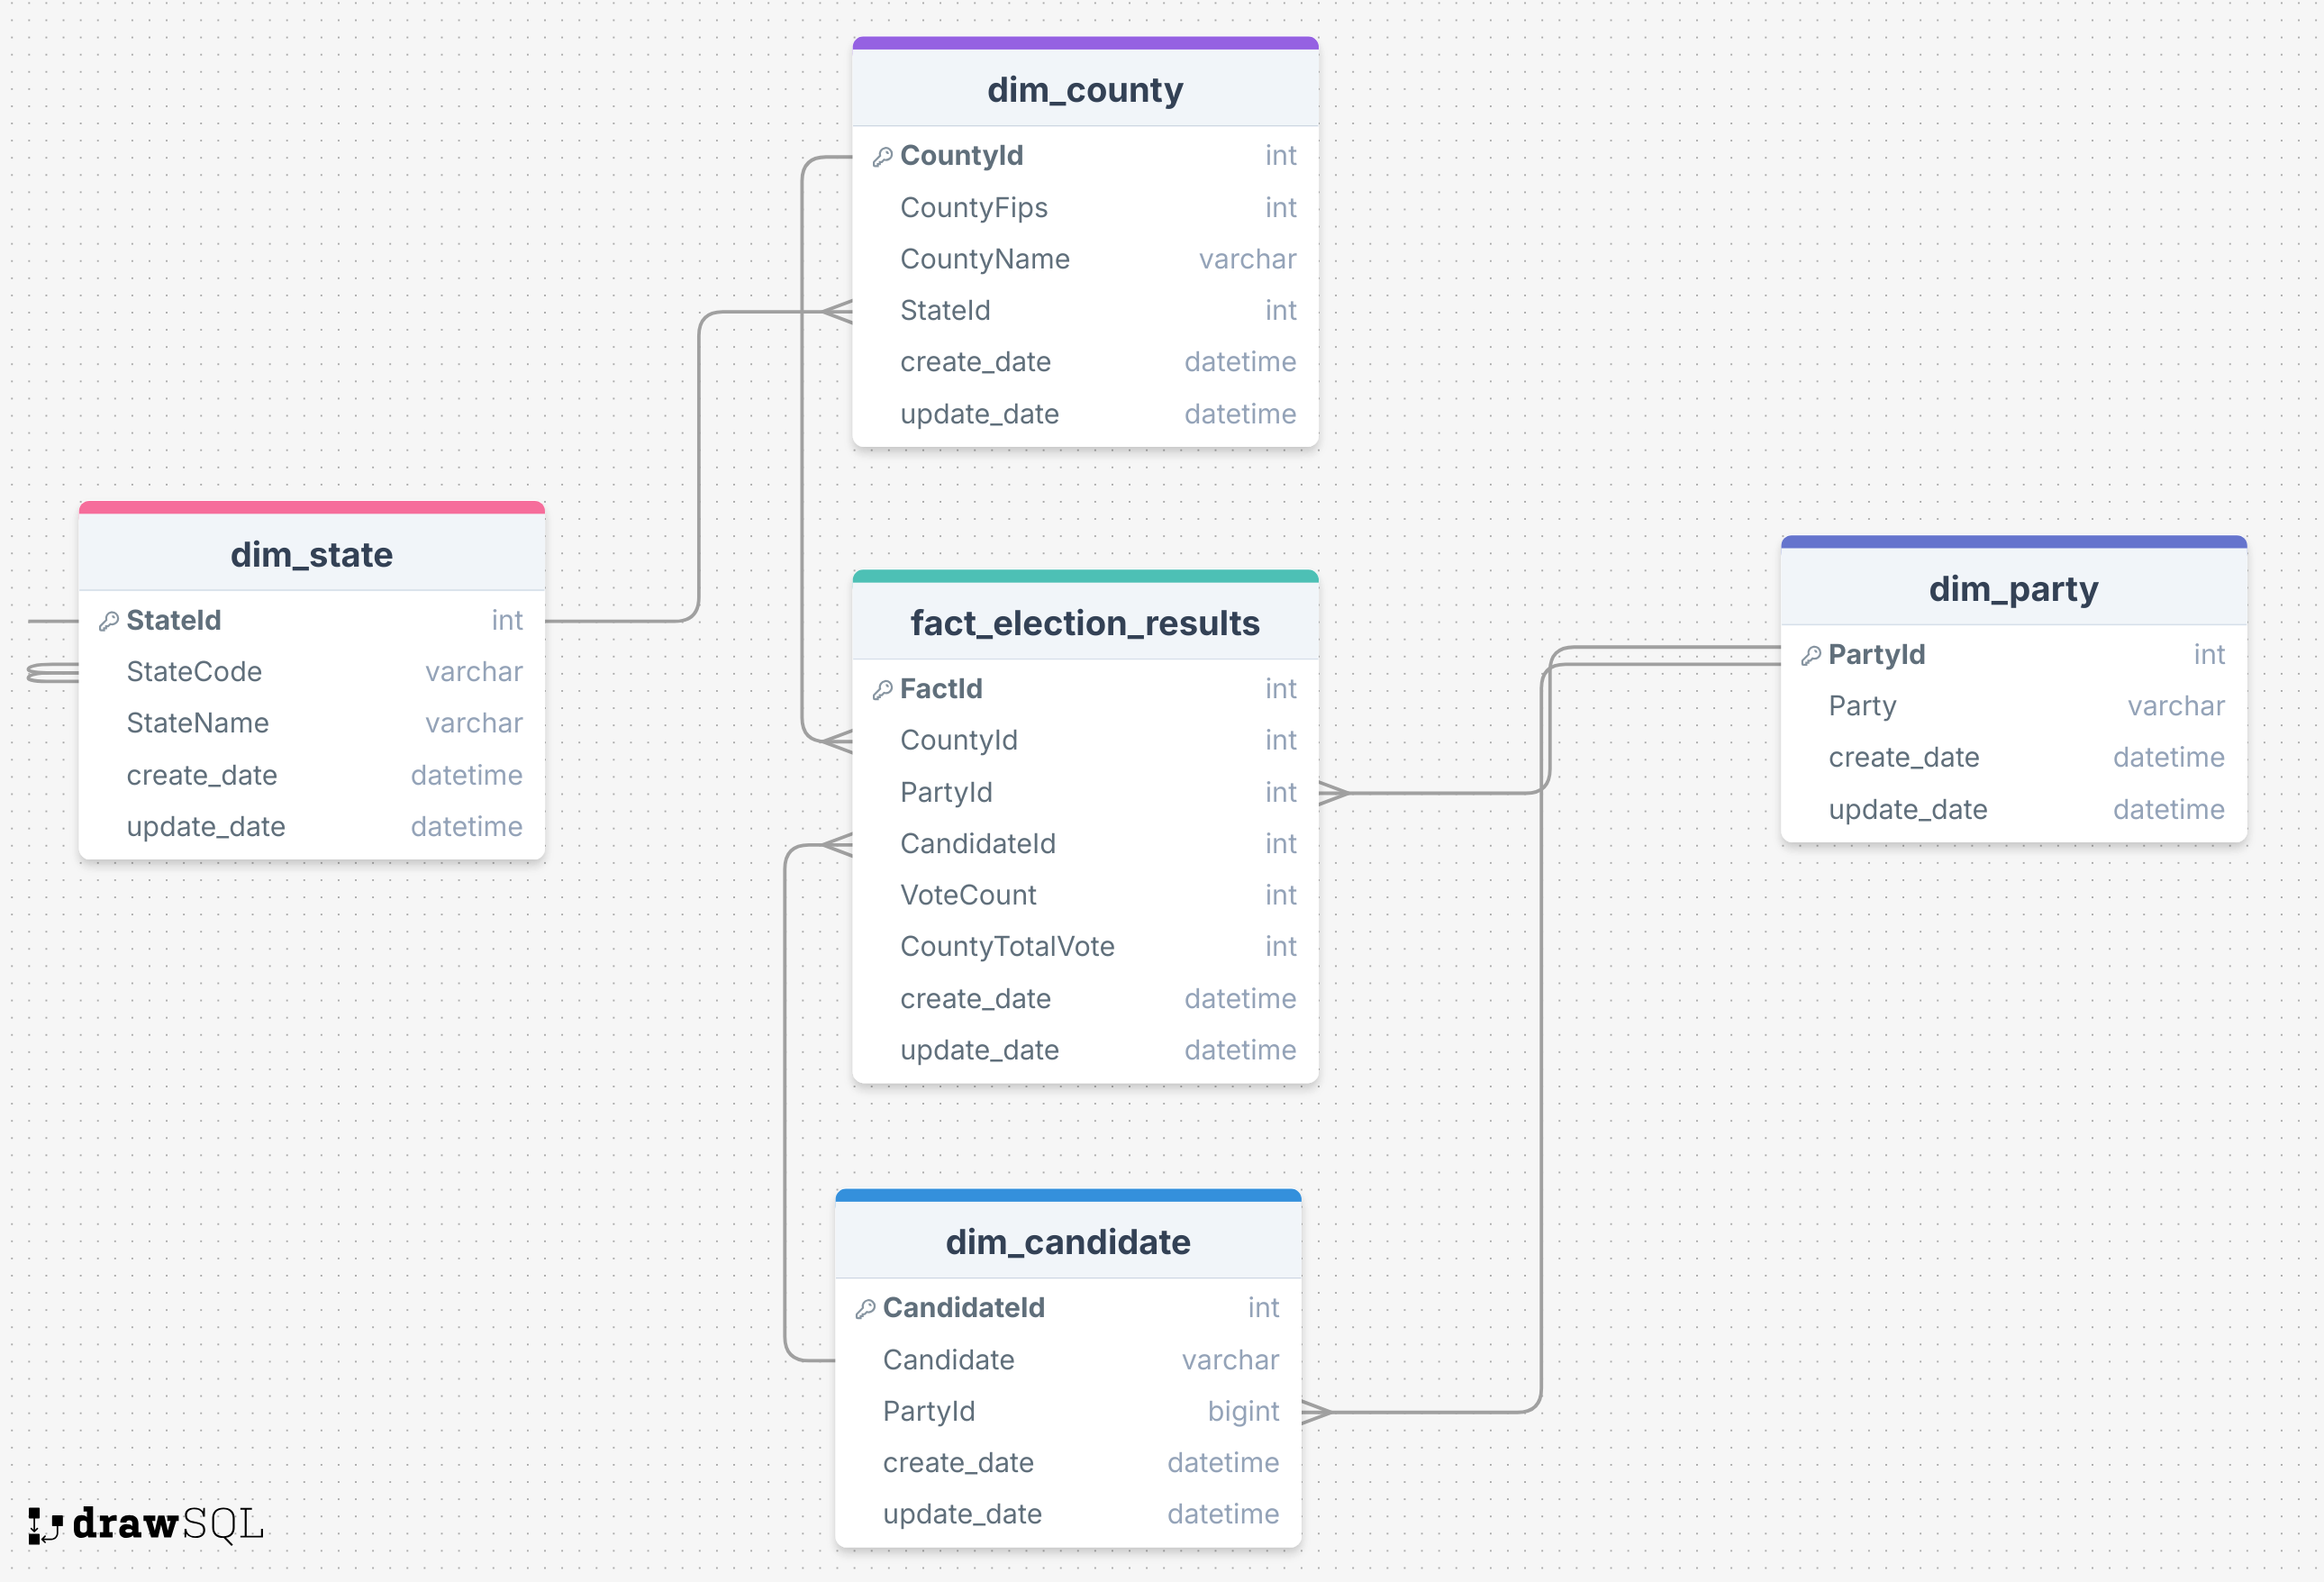 dim_county
CountyId int
CountyFips int
CountyName varchar
StateId int
create_date datetime
update_date datetime
dim_state
StateId int
StateCode varchar
StateName varchar
create_date datetime
update_date datetime
fact_election_results
FactId int
CountyId int
PartyId int
CandidateId int
VoteCount int
CountyTotalVote int
create_date datetime
update_date datetime
dim_party
PartyId int
Party varchar
create_date datetime
update_date datetime
dim_candidate
CandidateId int
Candidate varchar
PartyId bigint
create_date datetime
update_date datetime
drawSQL